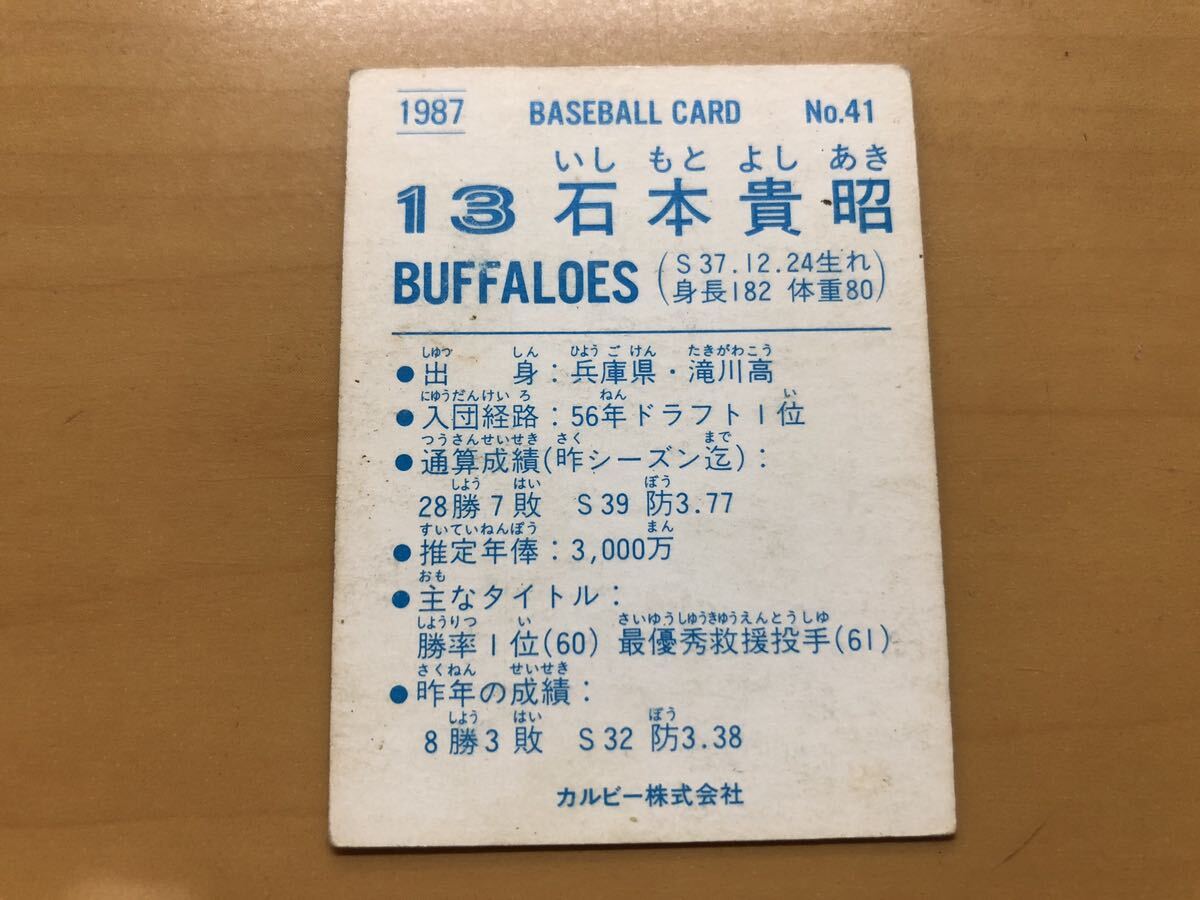 1987 BASEBALL CARD No.41
いし もと よし あき
13 石本貴昭
BUFFALOES (S37.12.24生れ
身長182 体重80)
しゆつ しん ひようごけん たきがわこう
●出 身：兵庫県・滝川高
にゆうだんけいろ ねん い
●入団経路：56年ドラフト1位
つうさんせいせき さく まで
●通算成績(昨シーズン迄)：
しよう はい ぼう
28勝7敗 S39 防3.77
すいていねんぽう まん
●推定年俸：3,000万
おも
●主なタイトル：
しようりつ い さいゆうしゆうきゆうえんとうしゆ
勝率1位(60) 最優秀救援投手(61)
さくねん せいせき
●昨年の成績：
しよう はい ぼう
8勝3敗 S32 防3.38
カルビー株式会社